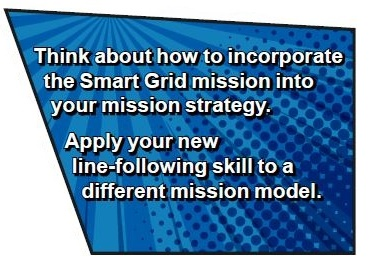 Think about how to incorporate
the Smart Grid mission into
your mission strategy.
Apply your new
line-following skill to a
different mission model.